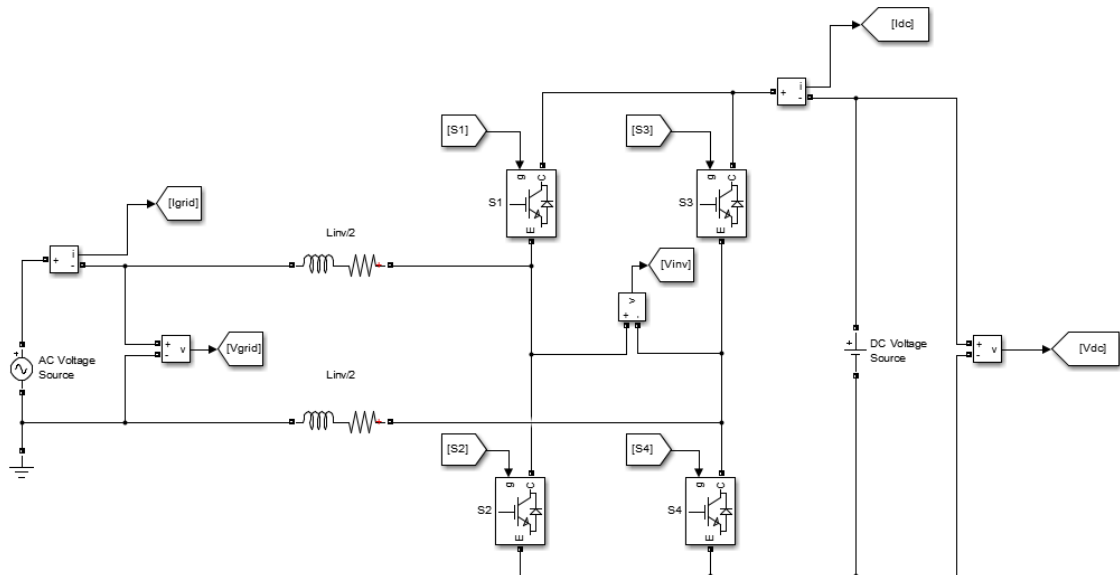 [Idc]
i
+
-
[S1]
[S3]
g
C
S1
E
g
C
S3
E
[Igrid]
i
+
-
Linv/2
[Vinv]
v
+
-
+
-
v
[Vgrid]
+
AC Voltage
Source
+
DC Voltage
Source
+
-
v
[Vdc]
Linv/2
[S2]
[S4]
g
C
S2
E
g
C
S4
E